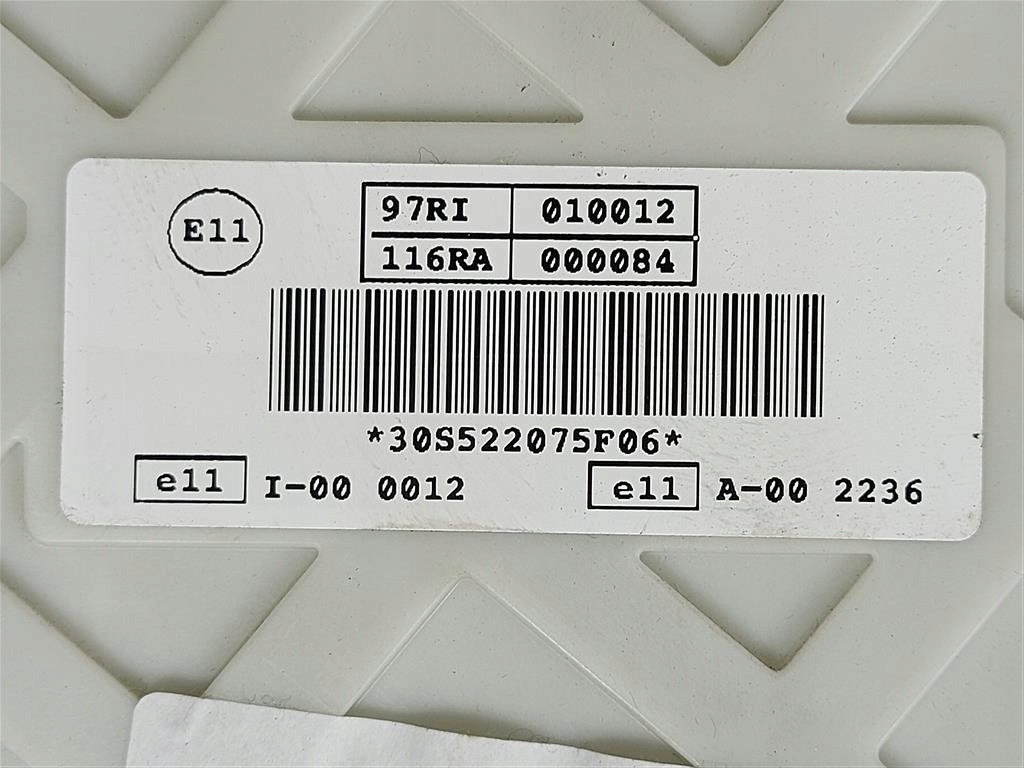 E11
97RI 010012
116RA 000084
*30S522075F06*
e11 I-00 0012 e11 A-00 2236